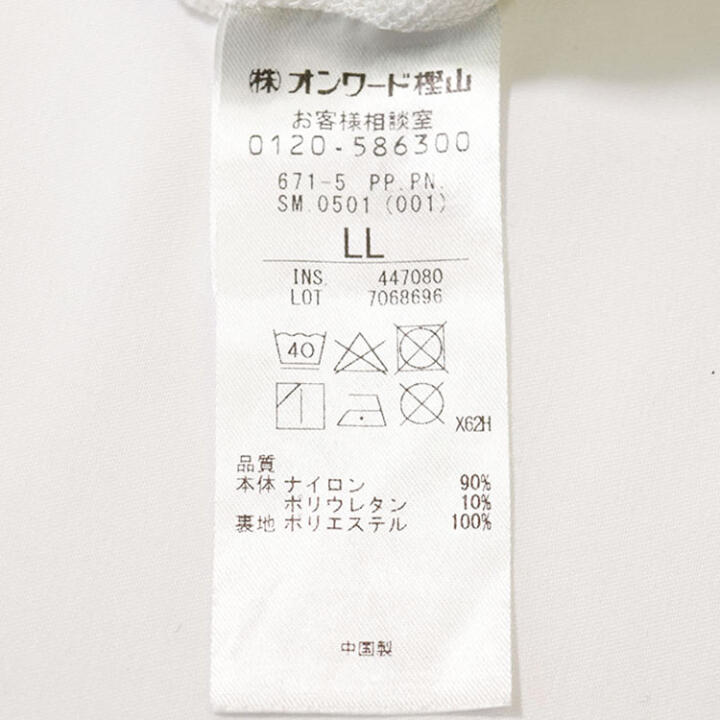 (株)オンワード樫山
お客様相談室
0120-586300
671-5 PP.PN.
SM.0501 (001)
LL
INS. 447080
LOT 7068696
40
X62H
品質
本体 ナイロン 90%
ポリウレタン 10%
裏地 ポリエステル 100%
中国製